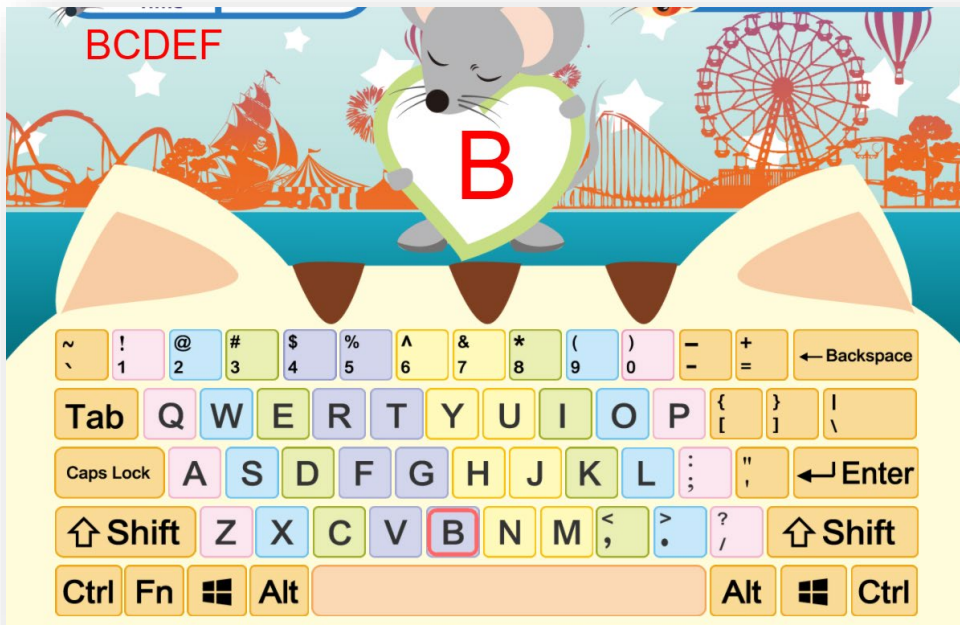 BCDEF
B
~ ! @ # $ % ^ & * ( ) − + ← Backspace
` 1 2 3 4 5 6 7 8 9 0 - =
Tab Q W E R T Y U I O P { } |
[ ] \
Caps Lock A S D F G H J K L : " Enter
; '
Shift Z X C V B N M < > ? Shift
, . /
Ctrl Fn Alt Alt Ctrl